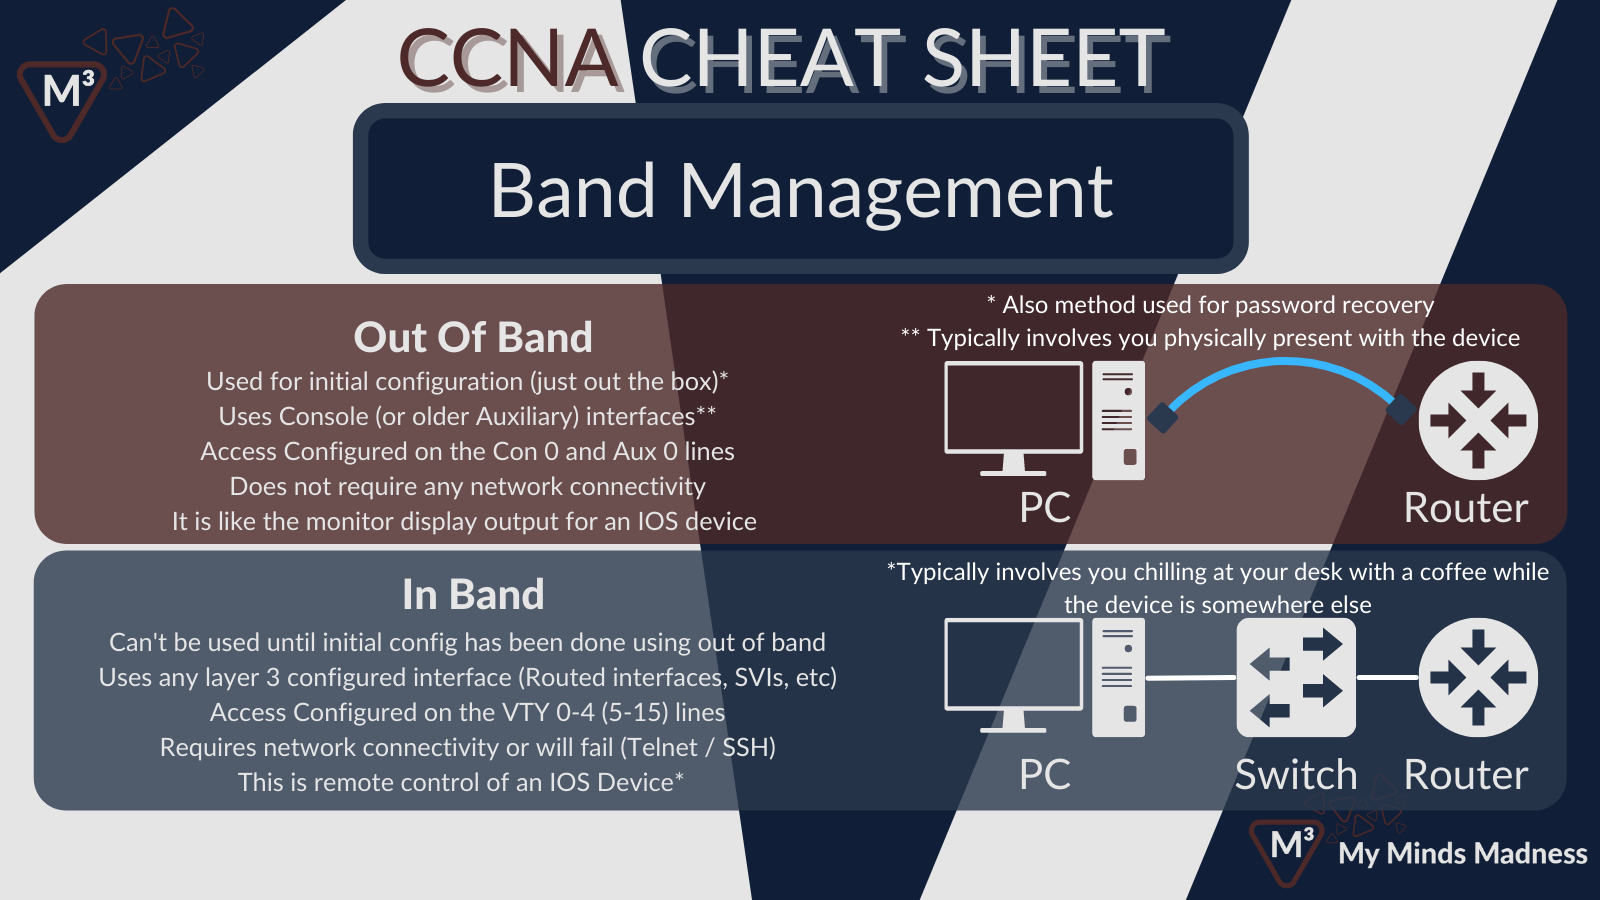 M³
CCNA CHEAT SHEET
Band Management
Out Of Band
Used for initial configuration (just out the box)*
Uses Console (or older Auxiliary) interfaces**
Access Configured on the Con 0 and Aux 0 lines
Does not require any network connectivity
It is like the monitor display output for an IOS device
* Also method used for password recovery
** Typically involves you physically present with the device
PC
Router
In Band
Can't be used until initial config has been done using out of band
Uses any layer 3 configured interface (Routed interfaces, SVIs, etc)
Access Configured on the VTY 0-4 (5-15) lines
Requires network connectivity or will fail (Telnet / SSH)
This is remote control of an IOS Device*
*Typically involves you chilling at your desk with a coffee while
the device is somewhere else
PC
Switch
Router
M³
My Minds Madness